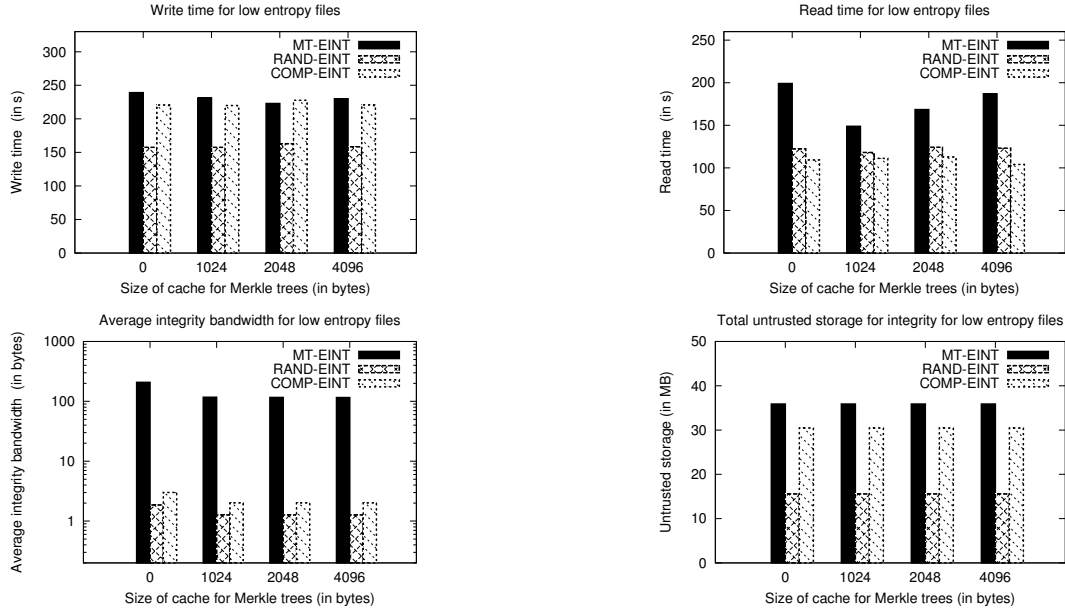 Write time for low entropy files
Write time (in s)
300
250
200
150
100
50
0
MT-EINT
RAND-EINT
COMP-EINT
0 1024 2048 4096
Size of cache for Merkle trees (in bytes)
Read time for low entropy files
Read time (in s)
250
200
150
100
50
0
MT-EINT
RAND-EINT
COMP-EINT
0 1024 2048 4096
Size of cache for Merkle trees (in bytes)
Average integrity bandwidth for low entropy files
Average integrity bandwidth (in bytes)
1000
100
10
1
MT-EINT
RAND-EINT
COMP-EINT
0 1024 2048 4096
Size of cache for Merkle trees (in bytes)
Total untrusted storage for integrity for low entropy files
Untrusted storage (in MB)
50
40
30
20
10
0
MT-EINT
RAND-EINT
COMP-EINT
0 1024 2048 4096
Size of cache for Merkle trees (in bytes)